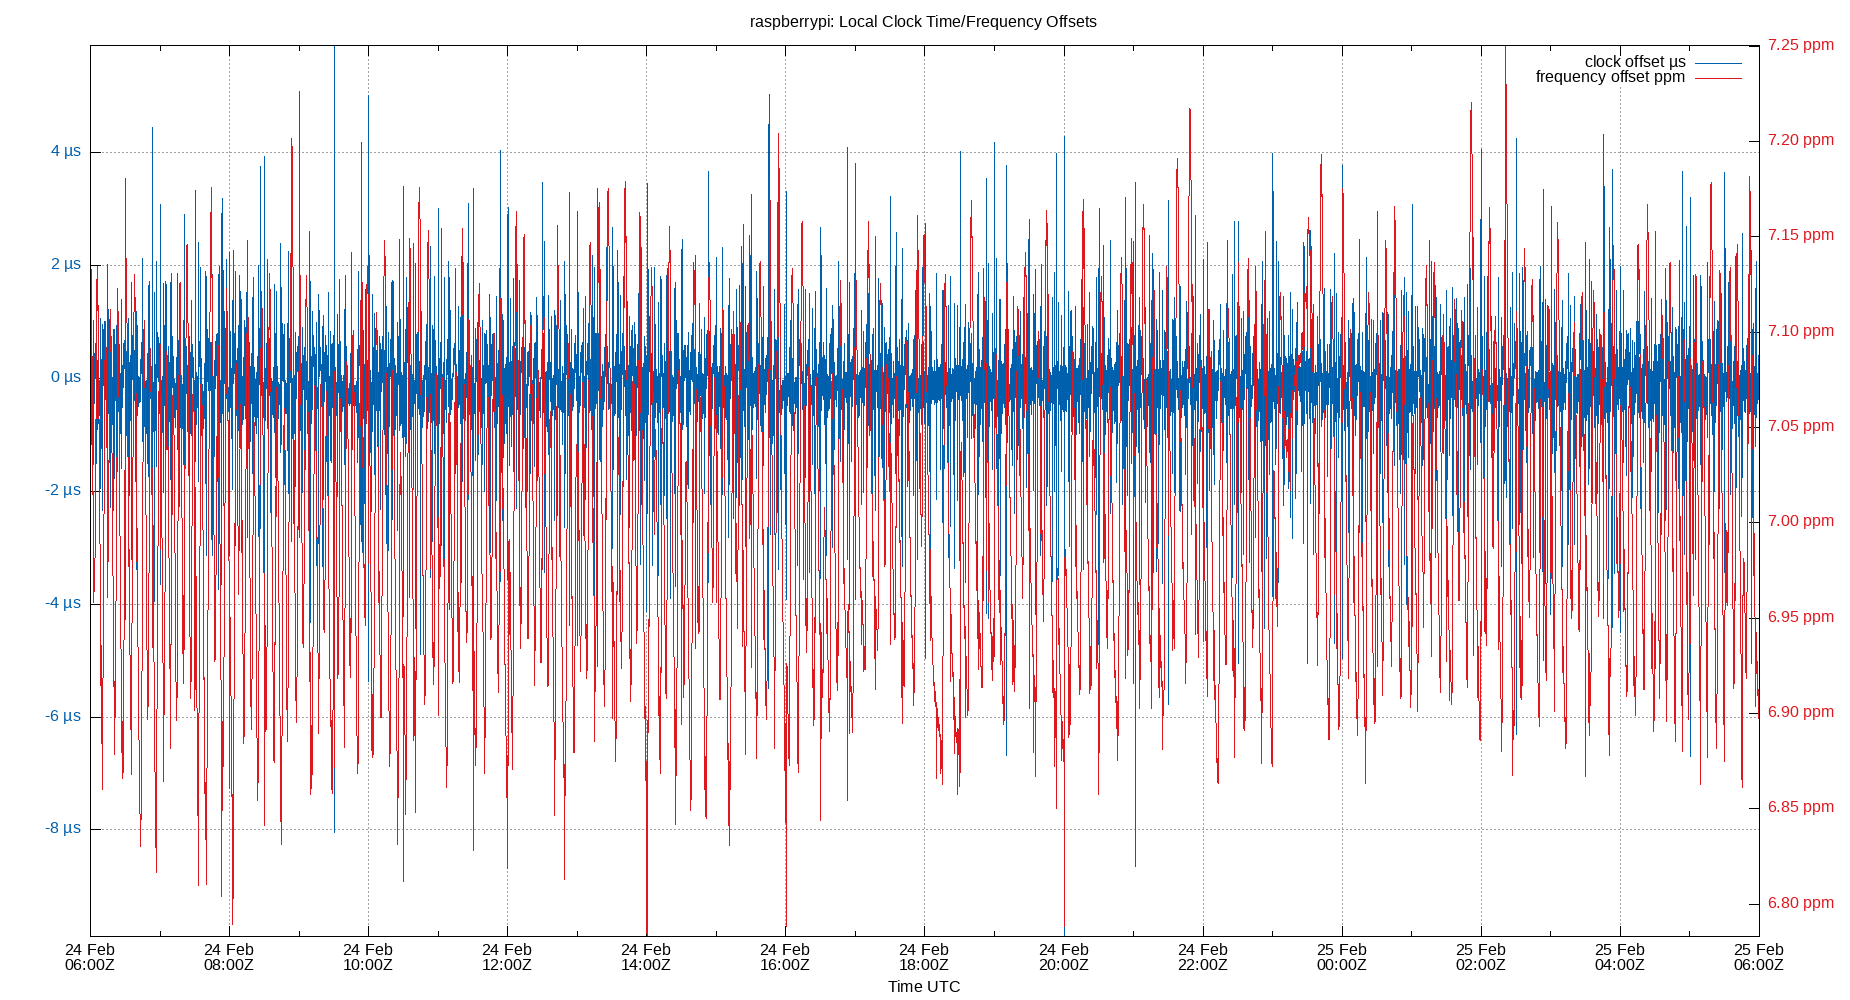 raspberrypi: Local Clock Time/Frequency Offsets
clock offset µs
frequency offset ppm
4 µs
2 µs
0 µs
-2 µs
-4 µs
-6 µs
-8 µs
7.25 ppm
7.20 ppm
7.15 ppm
7.10 ppm
7.05 ppm
7.00 ppm
6.95 ppm
6.90 ppm
6.85 ppm
6.80 ppm
24 Feb 24 Feb 24 Feb 24 Feb 24 Feb 24 Feb 24 Feb 24 Feb 24 Feb 25 Feb 25 Feb 25 Feb 25 Feb
06:00Z 08:00Z 10:00Z 12:00Z 14:00Z 16:00Z 18:00Z 20:00Z 22:00Z 00:00Z 02:00Z 04:00Z 06:00Z
Time UTC